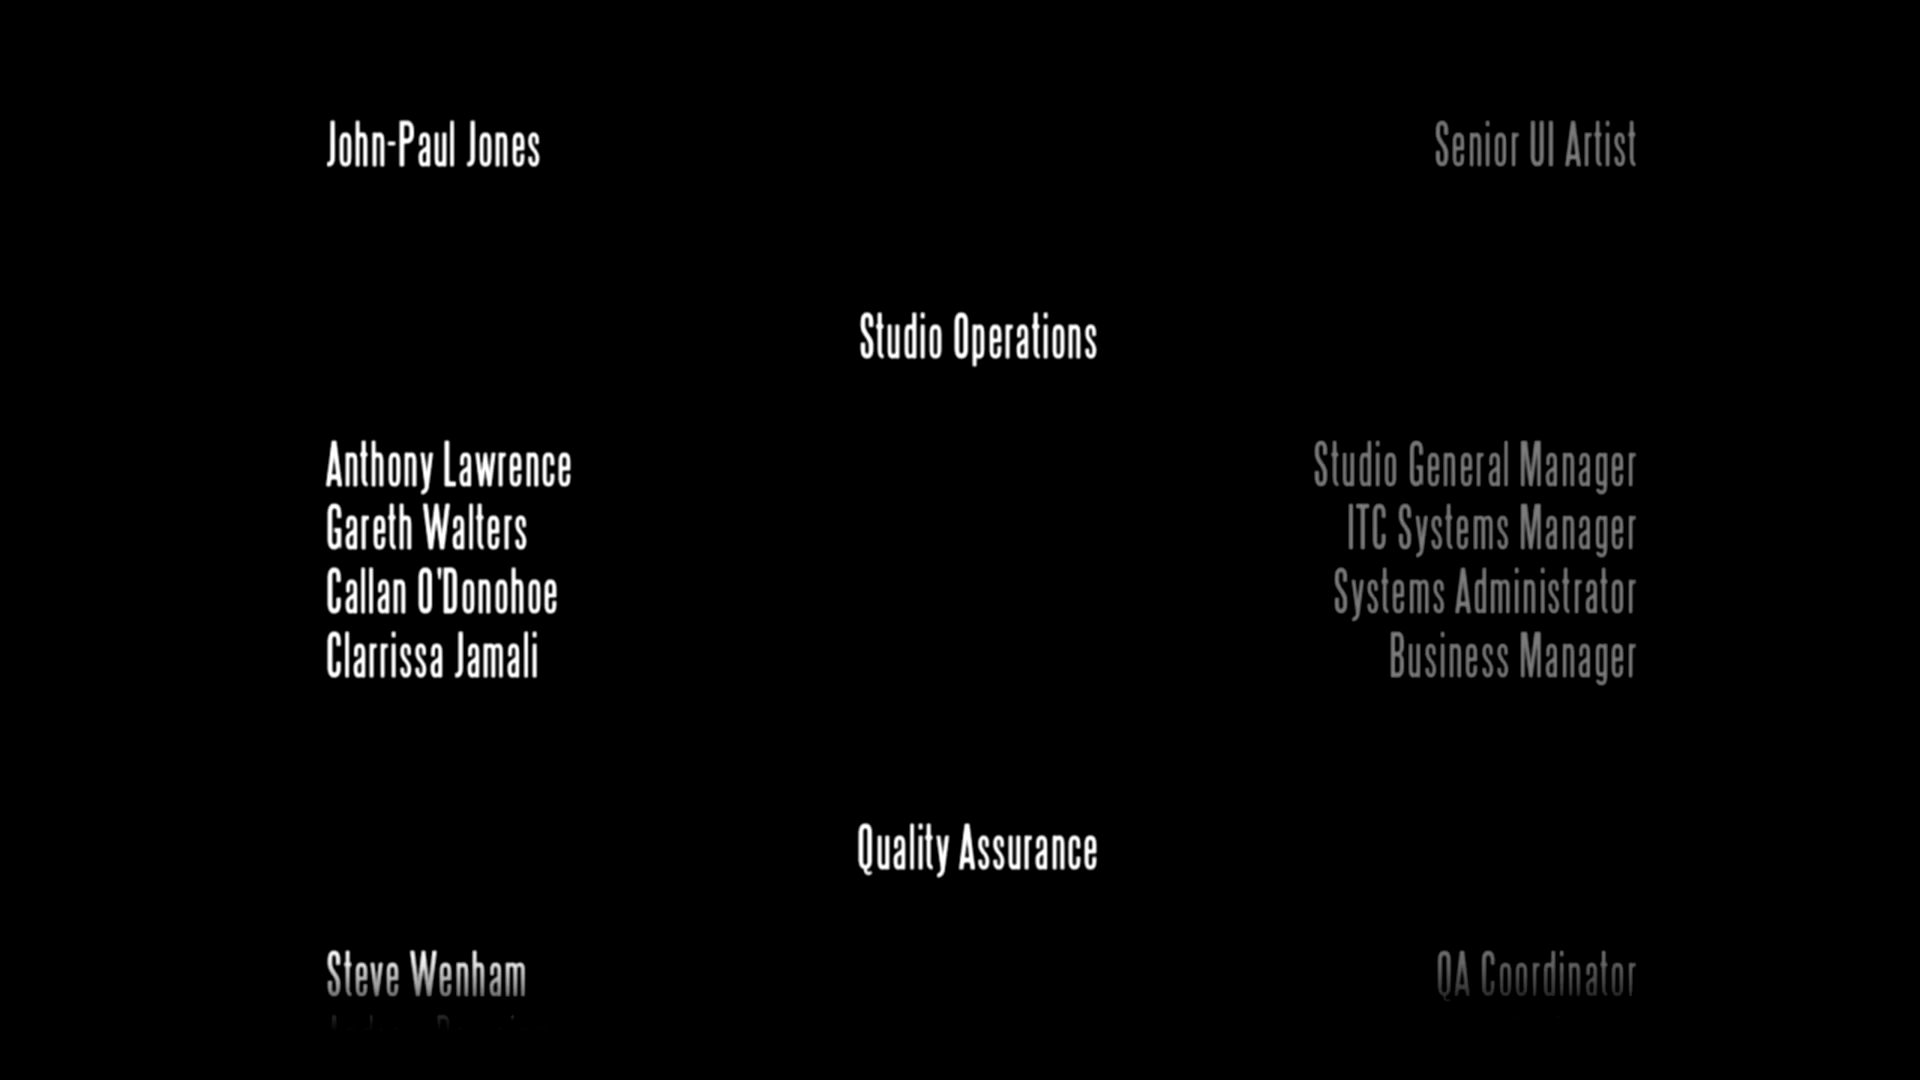 John-Paul Jones Senior UI Artist
Studio Operations
Anthony Lawrence Studio General Manager
Gareth Walters ITC Systems Manager
Callan O'Donohoe Systems Administrator
Clarrissa Jamali Business Manager
Quality Assurance
Steve Wenham QA Coordinator